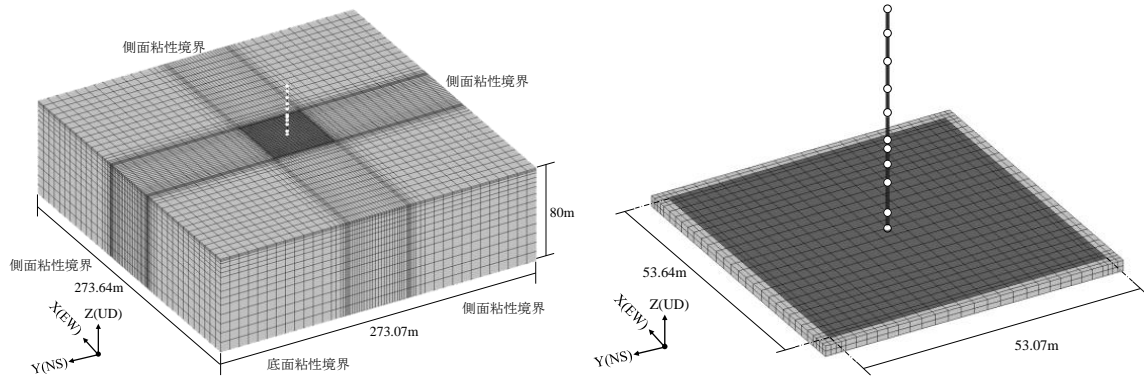 側面粘性境界
側面粘性境界
80m
側面粘性境界
273.64m
側面粘性境界
273.07m
底面粘性境界
Z(UD)
X(EW)
Y(NS)
53.64m
53.07m
Z(UD)
X(EW)
Y(NS)